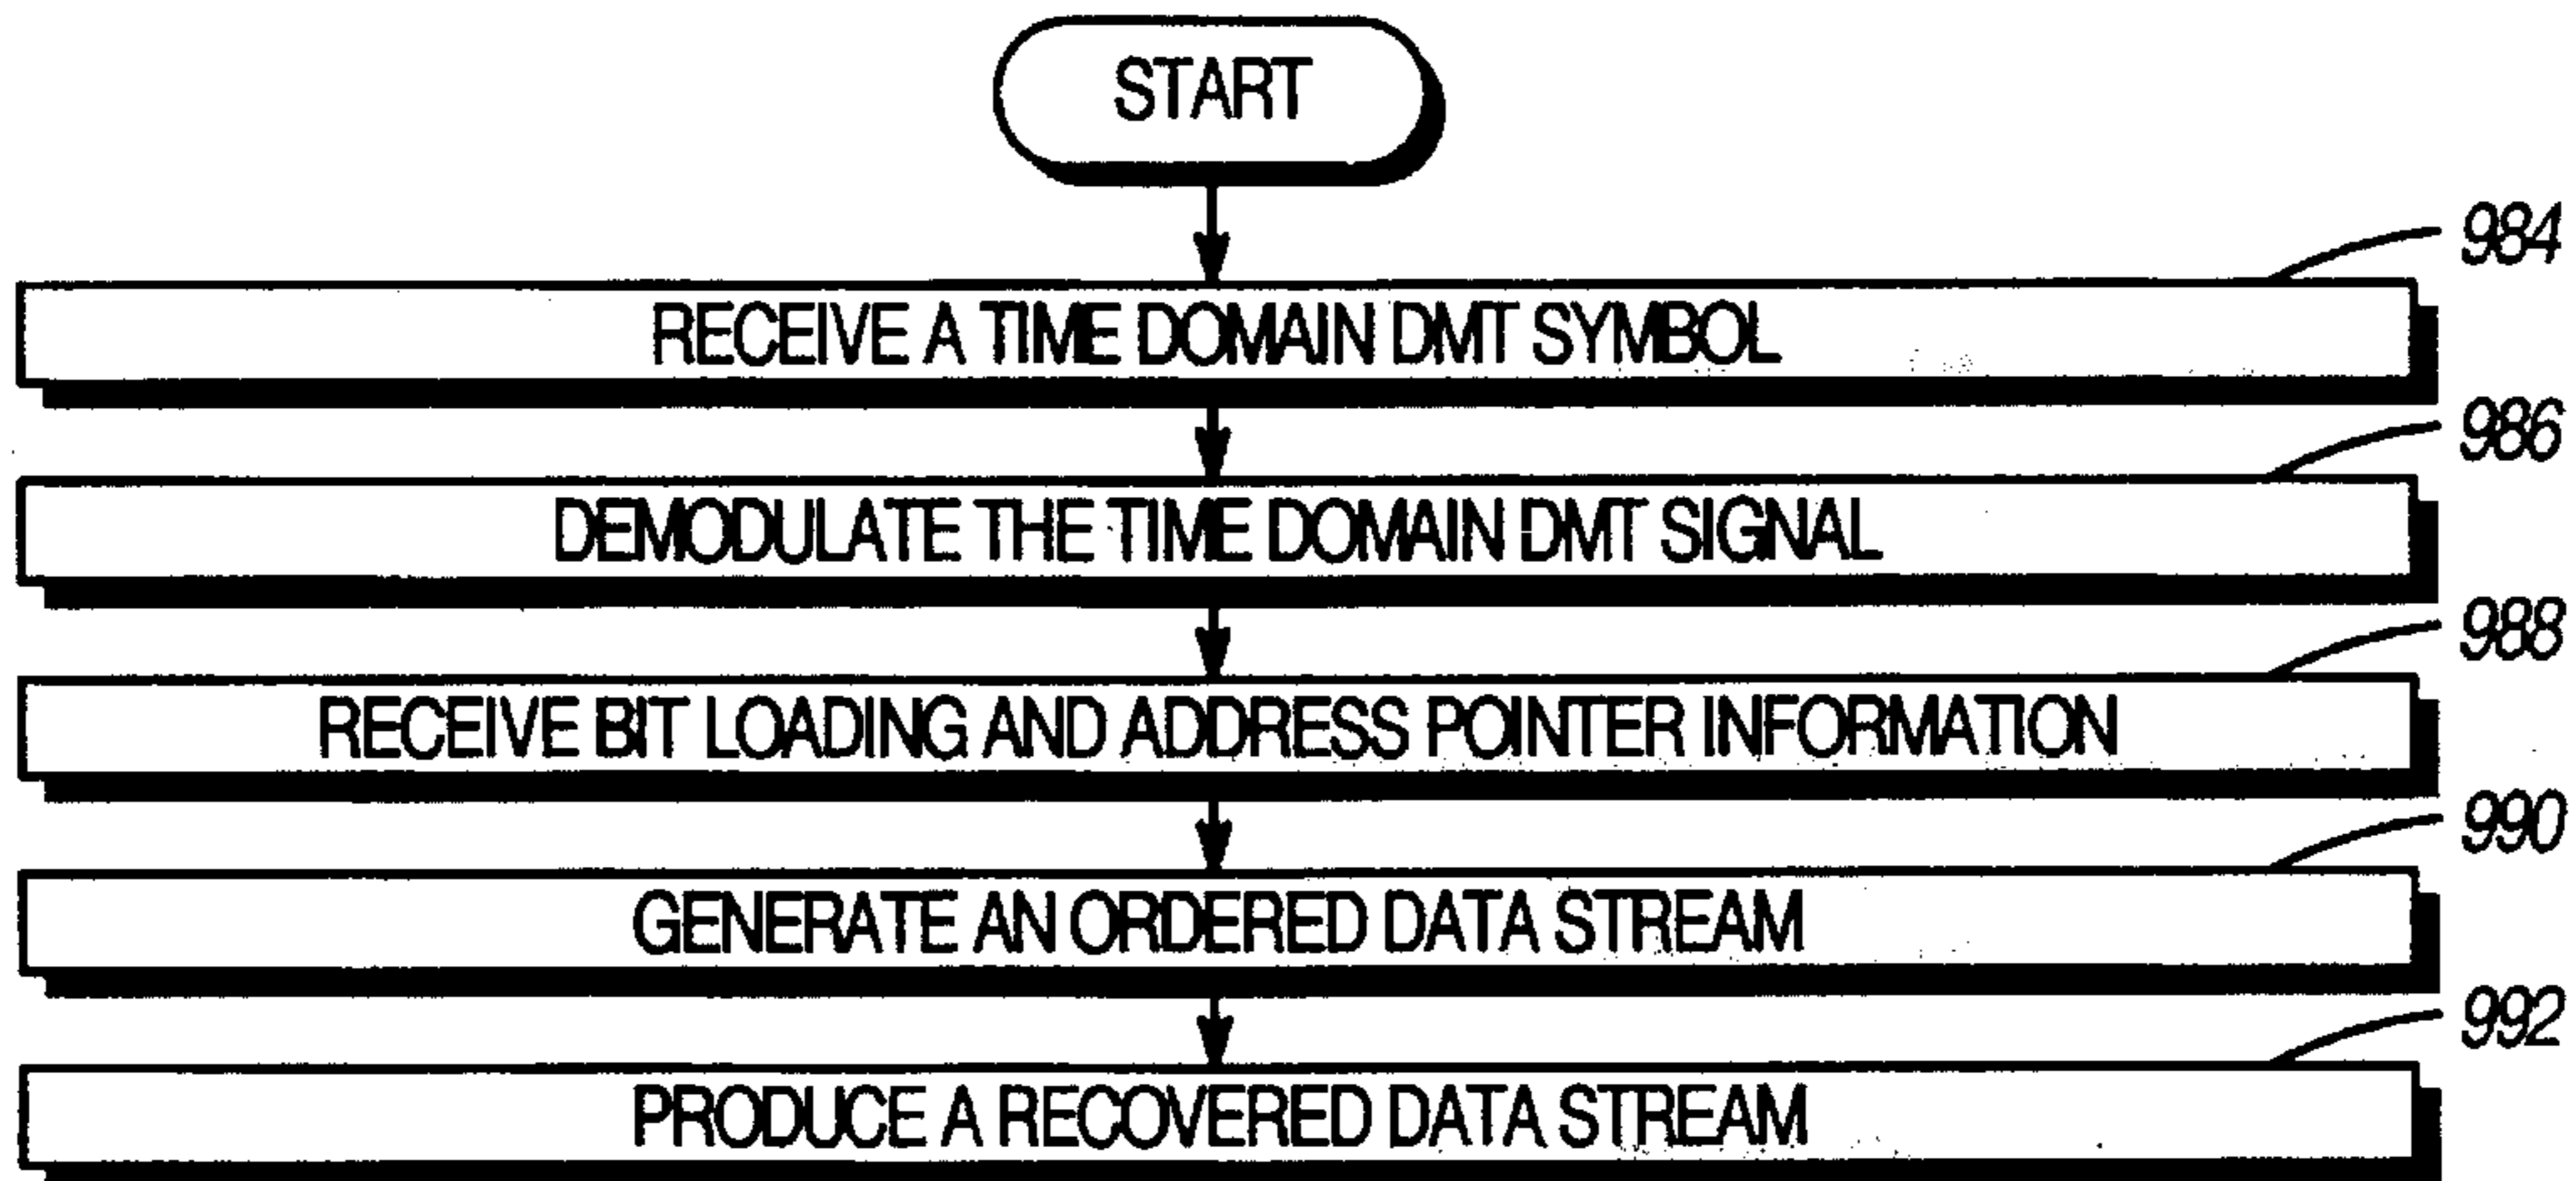 START
984
RECEIVE A TIME DOMAIN DMT SYMBOL
986
DEMODULATE THE TIME DOMAIN DMT SIGNAL
988
RECEIVE BIT LOADING AND ADDRESS POINTER INFORMATION
990
GENERATE AN ORDERED DATA STREAM
992
PRODUCE A RECOVERED DATA STREAM